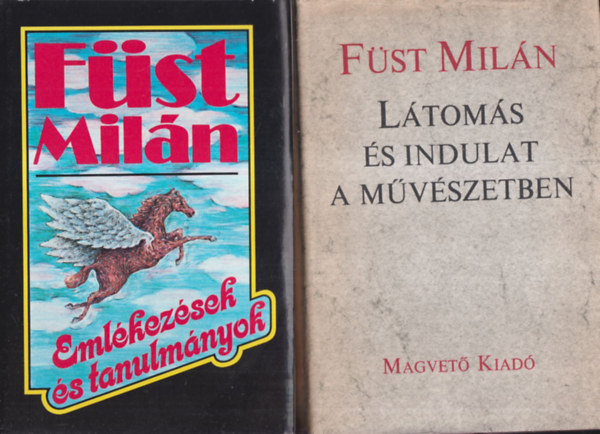 Füst
Milán
Emlékezések
és tanulmányok
FÜST MILÁN
LÁTOMÁS
ÉS INDULAT
A MŰVÉSZETBEN
MAGVETŐ KIADÓ